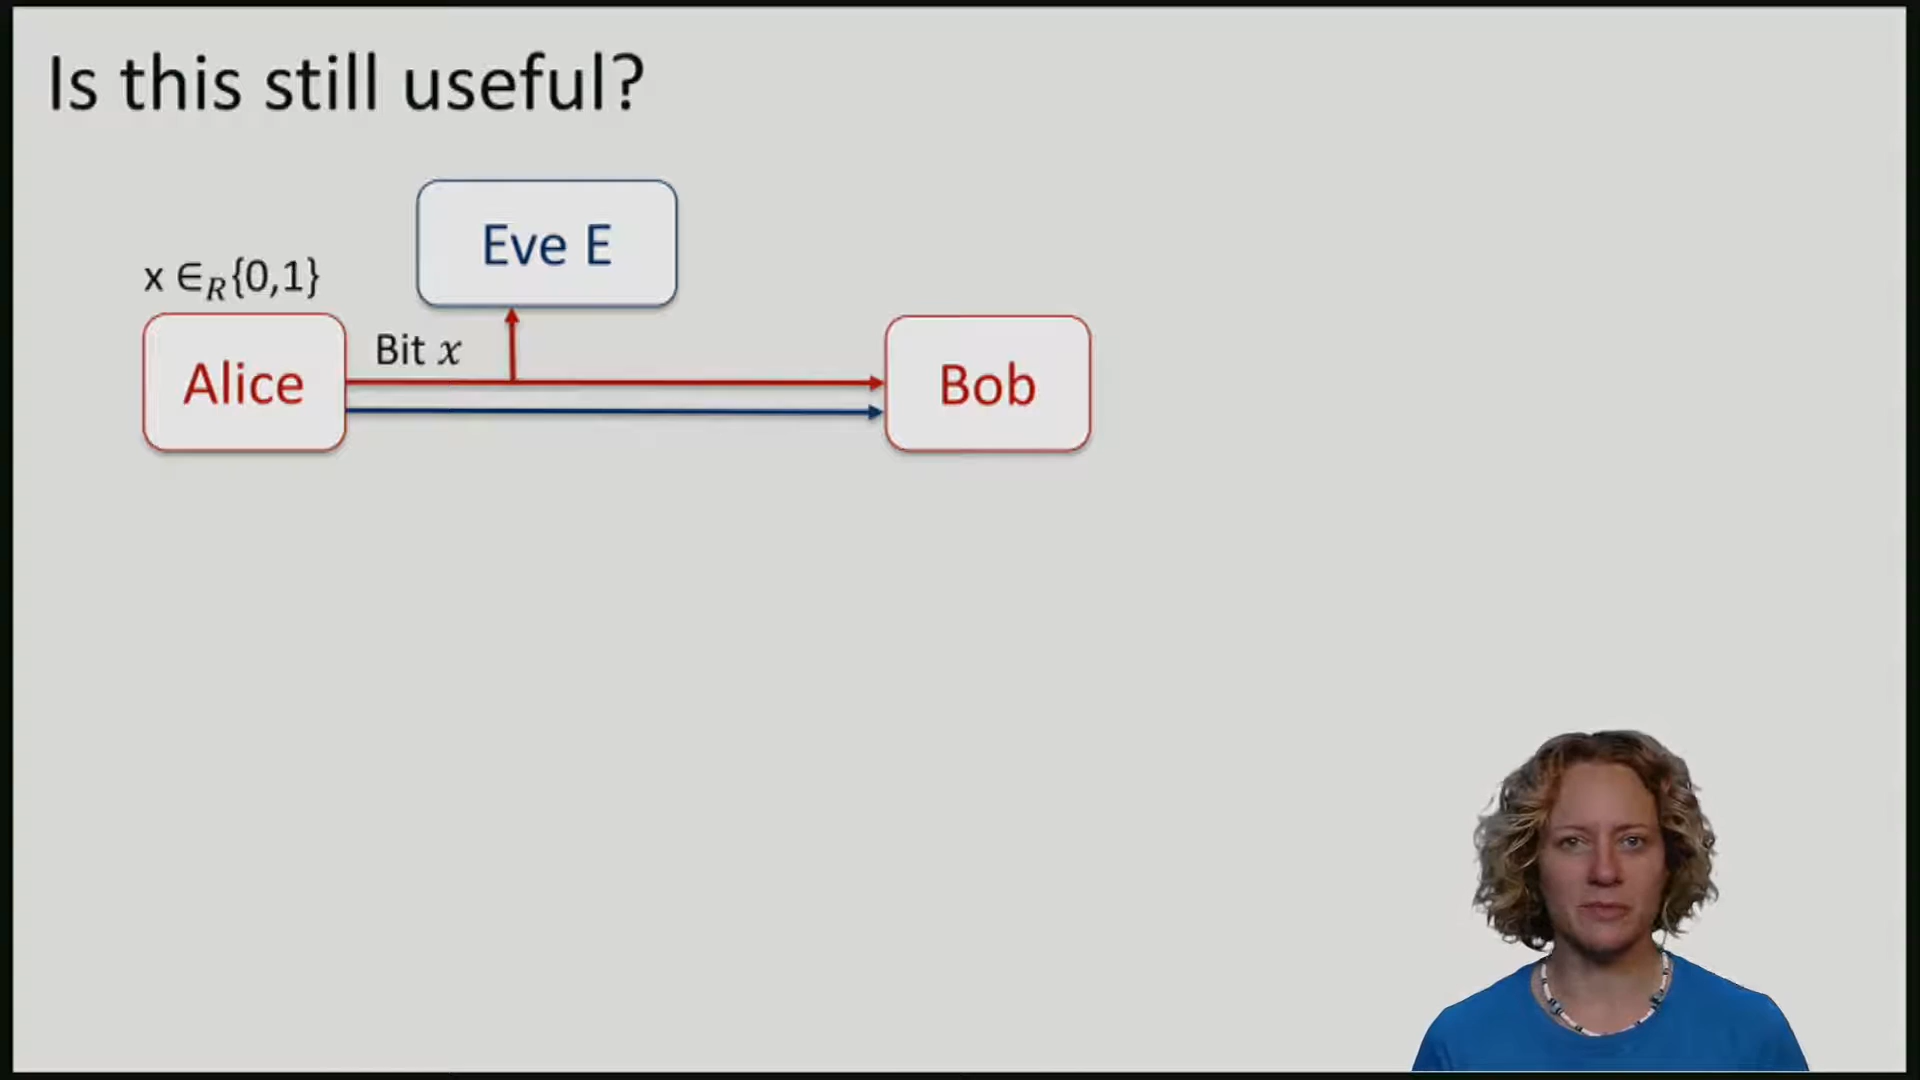 Is this still useful?
Eve E
x ∈R{0,1}
Bit x
Alice
Bob